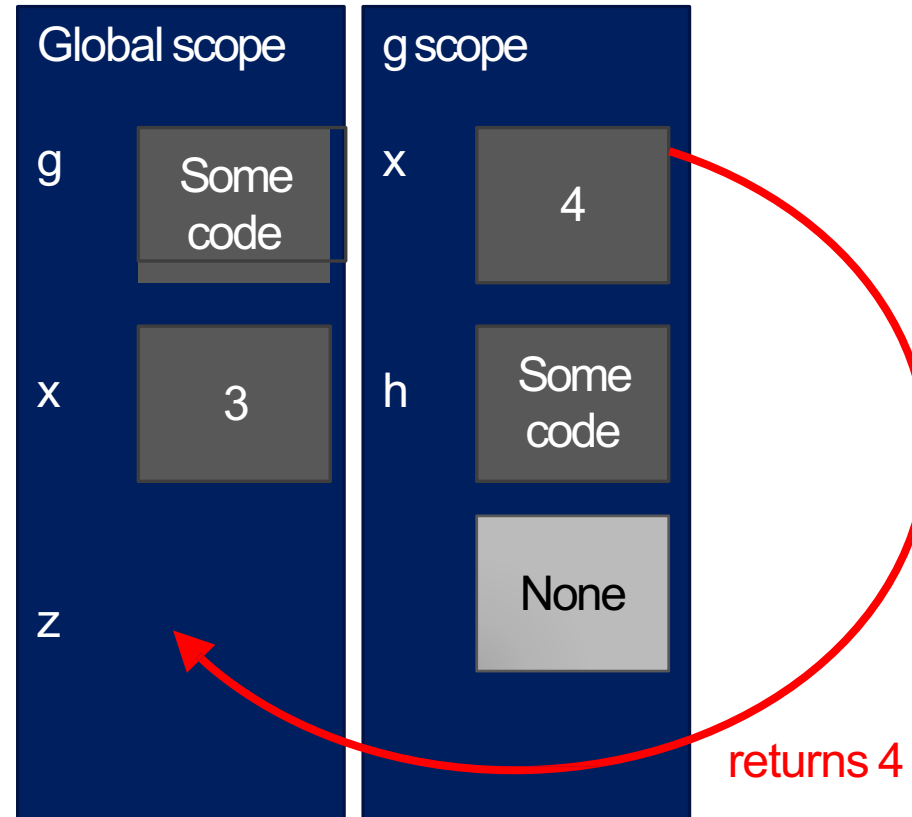 Global scope
g
Some
code
x
3
z
g scope
x
4
h
Some
code
None
returns 4